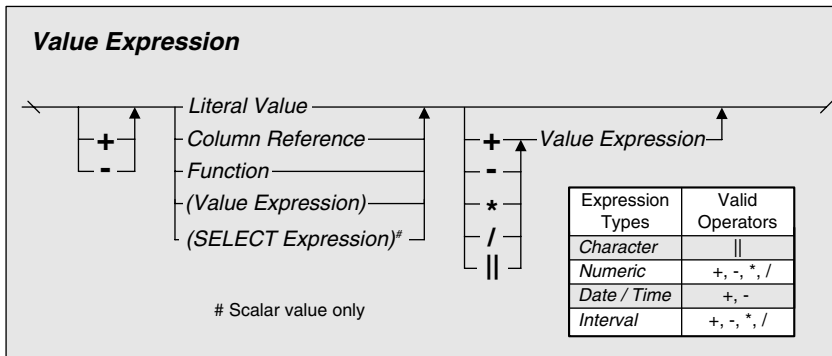 Value Expression
Literal Value
+ Column Reference + Value Expression
- Function -
(Value Expression) *
(SELECT Expression)# /
||
# Scalar value only
Expression Types Valid Operators
Character ||
Numeric +, -, *, /
Date / Time +, -
Interval +, -, *, /